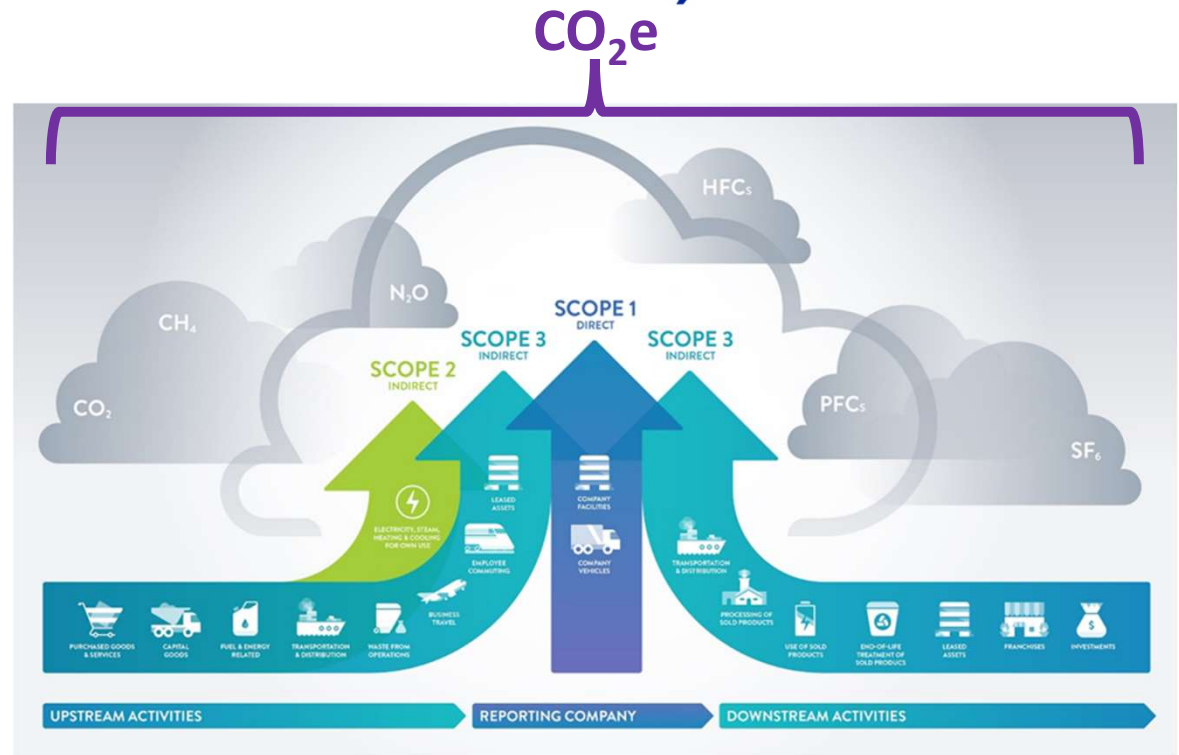 CO₂e
HFCs
N₂O
CH₄
CO₂
PFCs
SF₆
SCOPE 1
DIRECT
SCOPE 3
INDIRECT
SCOPE 3
INDIRECT
SCOPE 2
INDIRECT
ELECTRICITY, STEAM,
HEATING & COOLING
FOR OWN USE
LEASED
ASSETS
EMPLOYEE
COMMUTING
BUSINESS
TRAVEL
COMPANY
FACILITIES
COMPANY
VEHICLES
TRANSPORTATION
& DISTRIBUTION
PROCESSING OF
SOLD PRODUCTS
PURCHASED GOODS
& SERVICES
CAPITAL
GOODS
FUEL & ENERGY
RELATED
TRANSPORTATION
& DISTRIBUTION
WASTE FROM
OPERATIONS
USE OF SOLD
PRODUCTS
END-OF-LIFE
TREATMENT OF
SOLD PRODUCS
LEASED
ASSETS
FRANCHISES
INVESTMENTS
$
UPSTREAM ACTIVITIES
REPORTING COMPANY
DOWNSTREAM ACTIVITIES